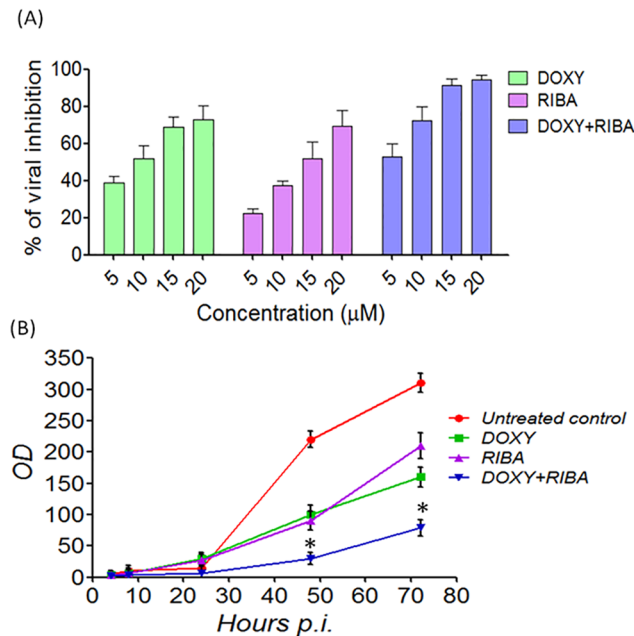 (A)
% of viral inhibition
100
80
60
40
20
0
5 10 15 20 5 10 15 20 5 10 15 20
Concentration (μM)
DOXY
RIBA
DOXY+RIBA
(B)
OD
350
300
250
200
150
100
50
0
* *
0 10 20 30 40 50 60 70 80
Hours p.i.
Untreated control
DOXY
RIBA
DOXY+RIBA